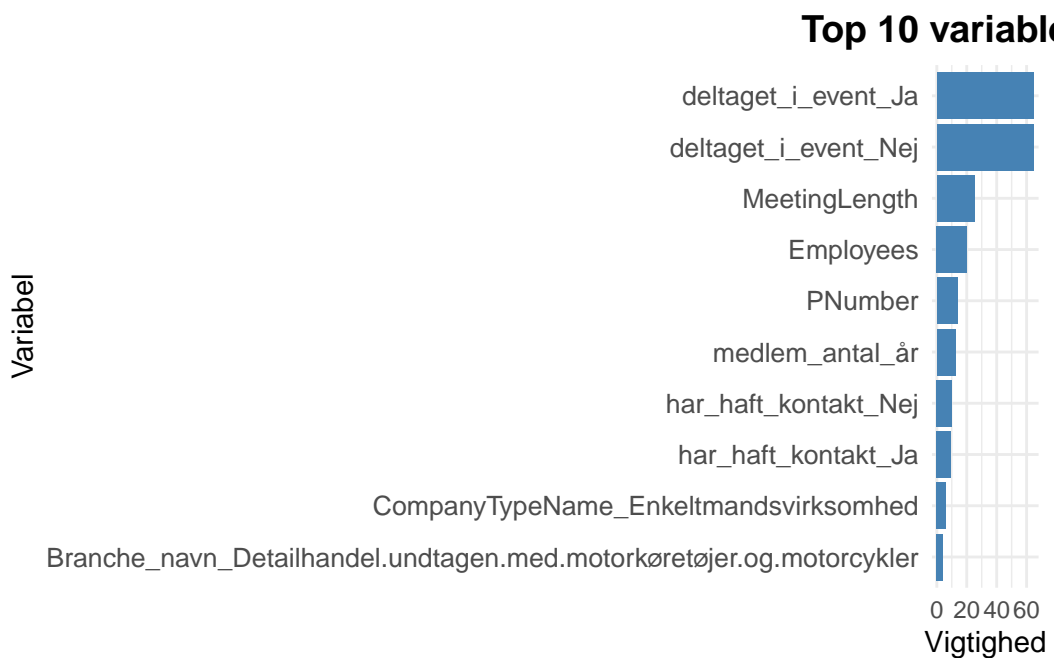 Top 10 variable
deltaget_i_event_Ja
deltaget_i_event_Nej
MeetingLength
Employees
PNumber
medlem_antal_år
har_haft_kontakt_Nej
har_haft_kontakt_Ja
CompanyTypeName_Enkeltmandsvirksomhed
Branche_navn_Detailhandel.undtagen.med.motorkøretøjer.og.motorcykler
Variabel
0 20 40 60
Vigtighed